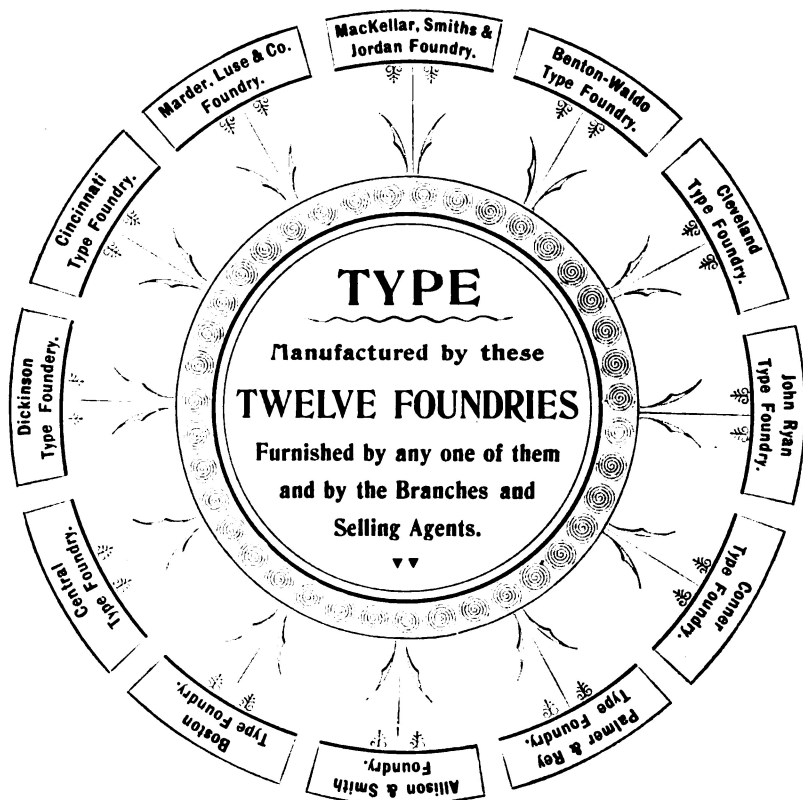 MacKellar, Smiths &
Jordan Foundry.
Benton-Waldo
Type Foundry.
Cleveland
Type Foundry.
John Ryan
Type Foundry.
Conner
Type Foundry.
Palmer & Rey
Type Foundry.
Allison & Smith
Foundry.
Boston
Type Foundry.
Central
Type Foundry.
Dickinson
Type Foundery.
Cincinnati
Type Foundry.
Marder, Luse & Co.
Foundry.
TYPE
Manufactured by these
TWELVE FOUNDRIES
Furnished by any one of them
and by the Branches and
Selling Agents.